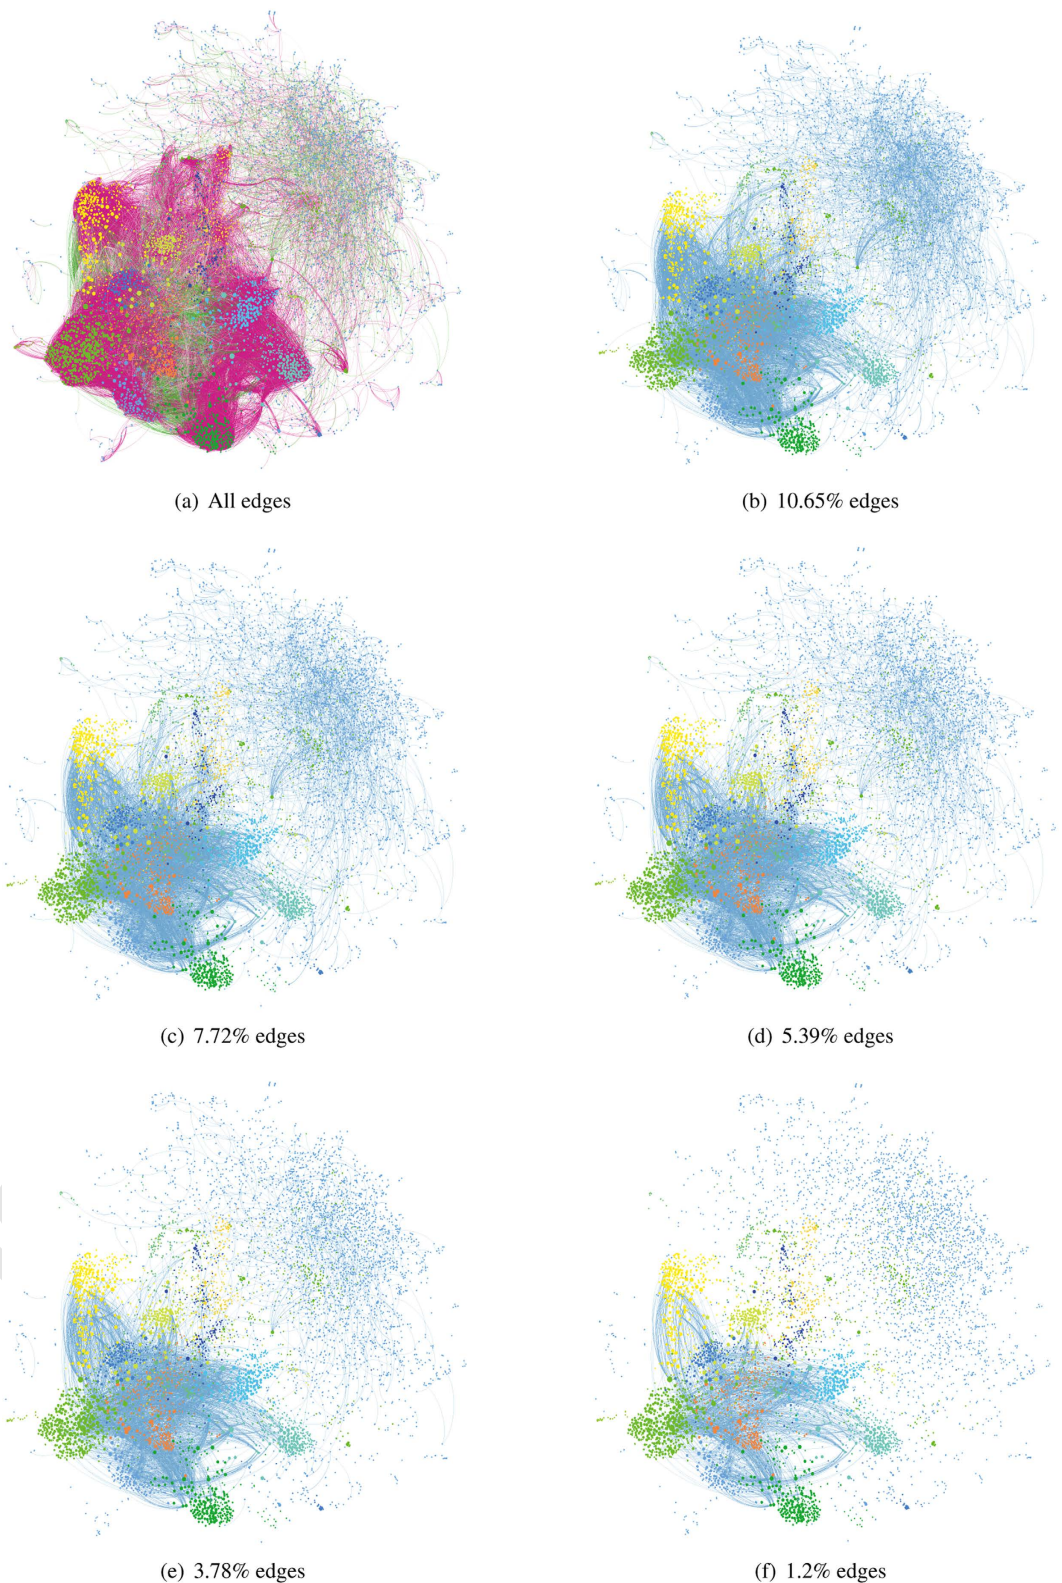 (a) All edges
(b) 10.65% edges
(c) 7.72% edges
(d) 5.39% edges
(e) 3.78% edges
(f) 1.2% edges